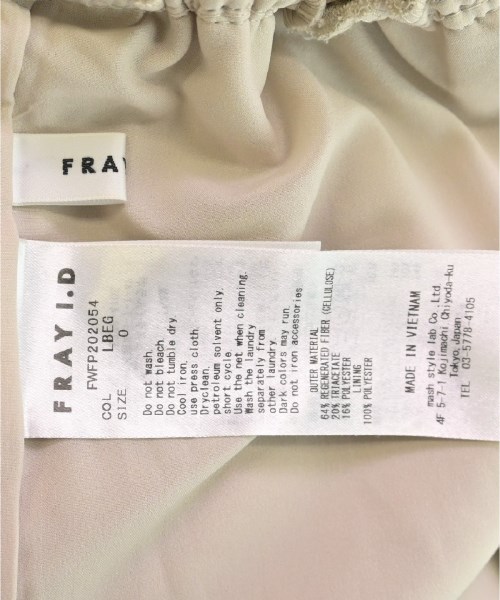 FRAY
FRAY I.D
FWFP202054
COL LBEG
SIZE 0
Do not wash.
Do not bleach.
Do not tumble dry.
Cool iron.
use press cloth.
Dryclean.
petroleum solvent only.
short cycle
Use the net when cleaning.
Wash the laundry
separately from
other laundry.
Dark colors may run.
Do not iron accessories
OUTER MATERIAL
64% REGENERATED FIBER (CELLULOSE)
20% TRIACETATE
16% POLYESTER
LINING
100% POLYESTER
MADE IN VIETNAM
mash style lab Co.,Ltd.
4F 5-7-1 Kojimachi Chiyoda-ku
Tokyo, Japan
TEL 03-5778-4105